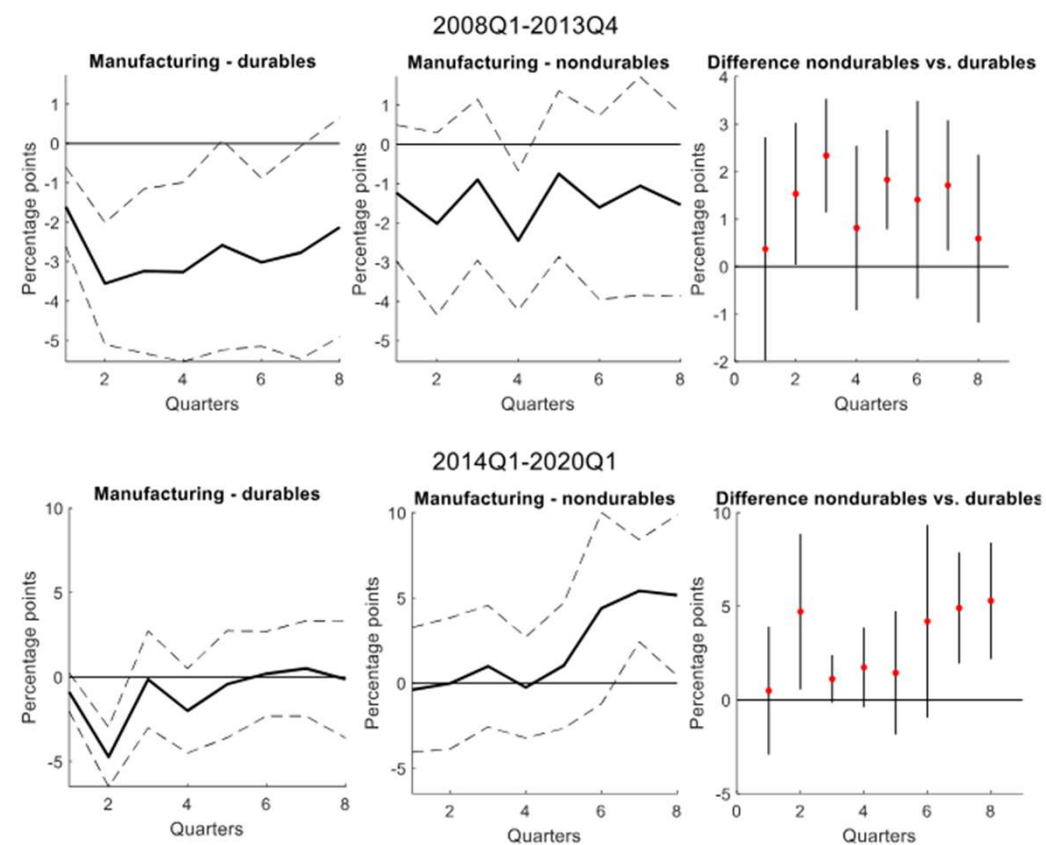 2008Q1-2013Q4
Manufacturing - durables
Percentage points
1
0
-1
-2
-3
-4
-5
2
4
6
8
Quarters
Manufacturing - nondurables
Percentage points
1
0
-1
-2
-3
-4
-5
2
4
6
8
Quarters
Difference nondurables vs. durables
Percentage points
4
3
2
1
0
-1
-2
0
2
4
6
8
Quarters
2014Q1-2020Q1
Manufacturing - durables
Percentage points
10
5
0
-5
2
4
6
8
Quarters
Manufacturing - nondurables
Percentage points
10
5
0
-5
2
4
6
8
Quarters
Difference nondurables vs. durables
Percentage points
10
5
0
-5
0
2
4
6
8
Quarters